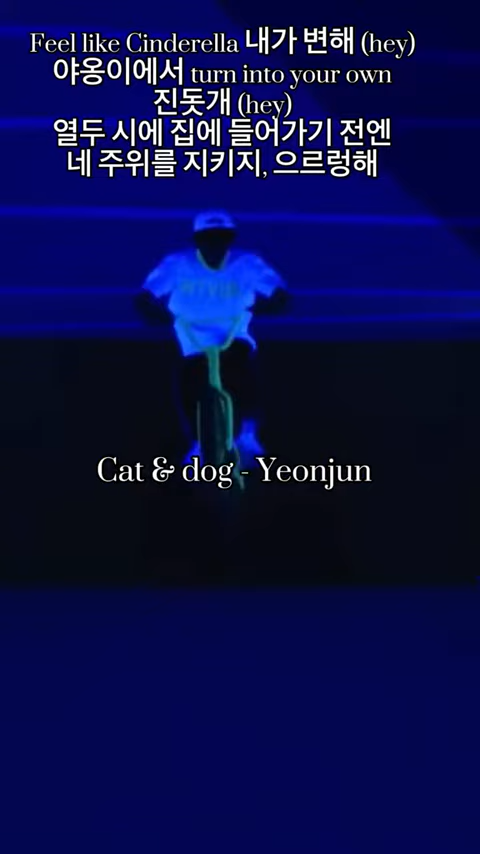 Feel like Cinderella 내가 변해 (hey)
야옹이에서 turn into your own
진돗개 (hey)
열두 시에 집에 들어가기 전엔
네 주위를 지키지, 으르렁해
Cat & dog - Yeonjun